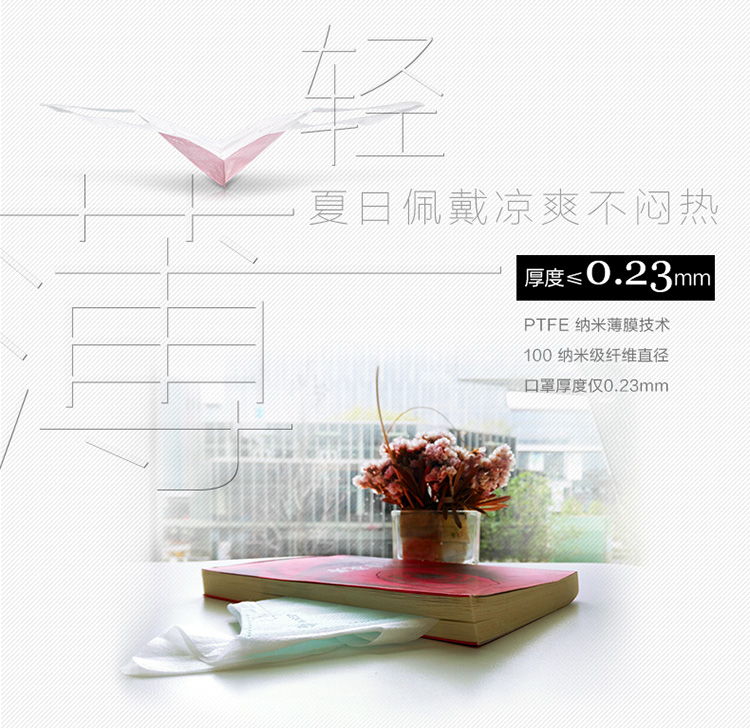 轻
薄
夏日佩戴凉爽不闷热
厚度≤0.23mm
PTFE 纳米薄膜技术
100 纳米级纤维直径
口罩厚度仅0.23mm